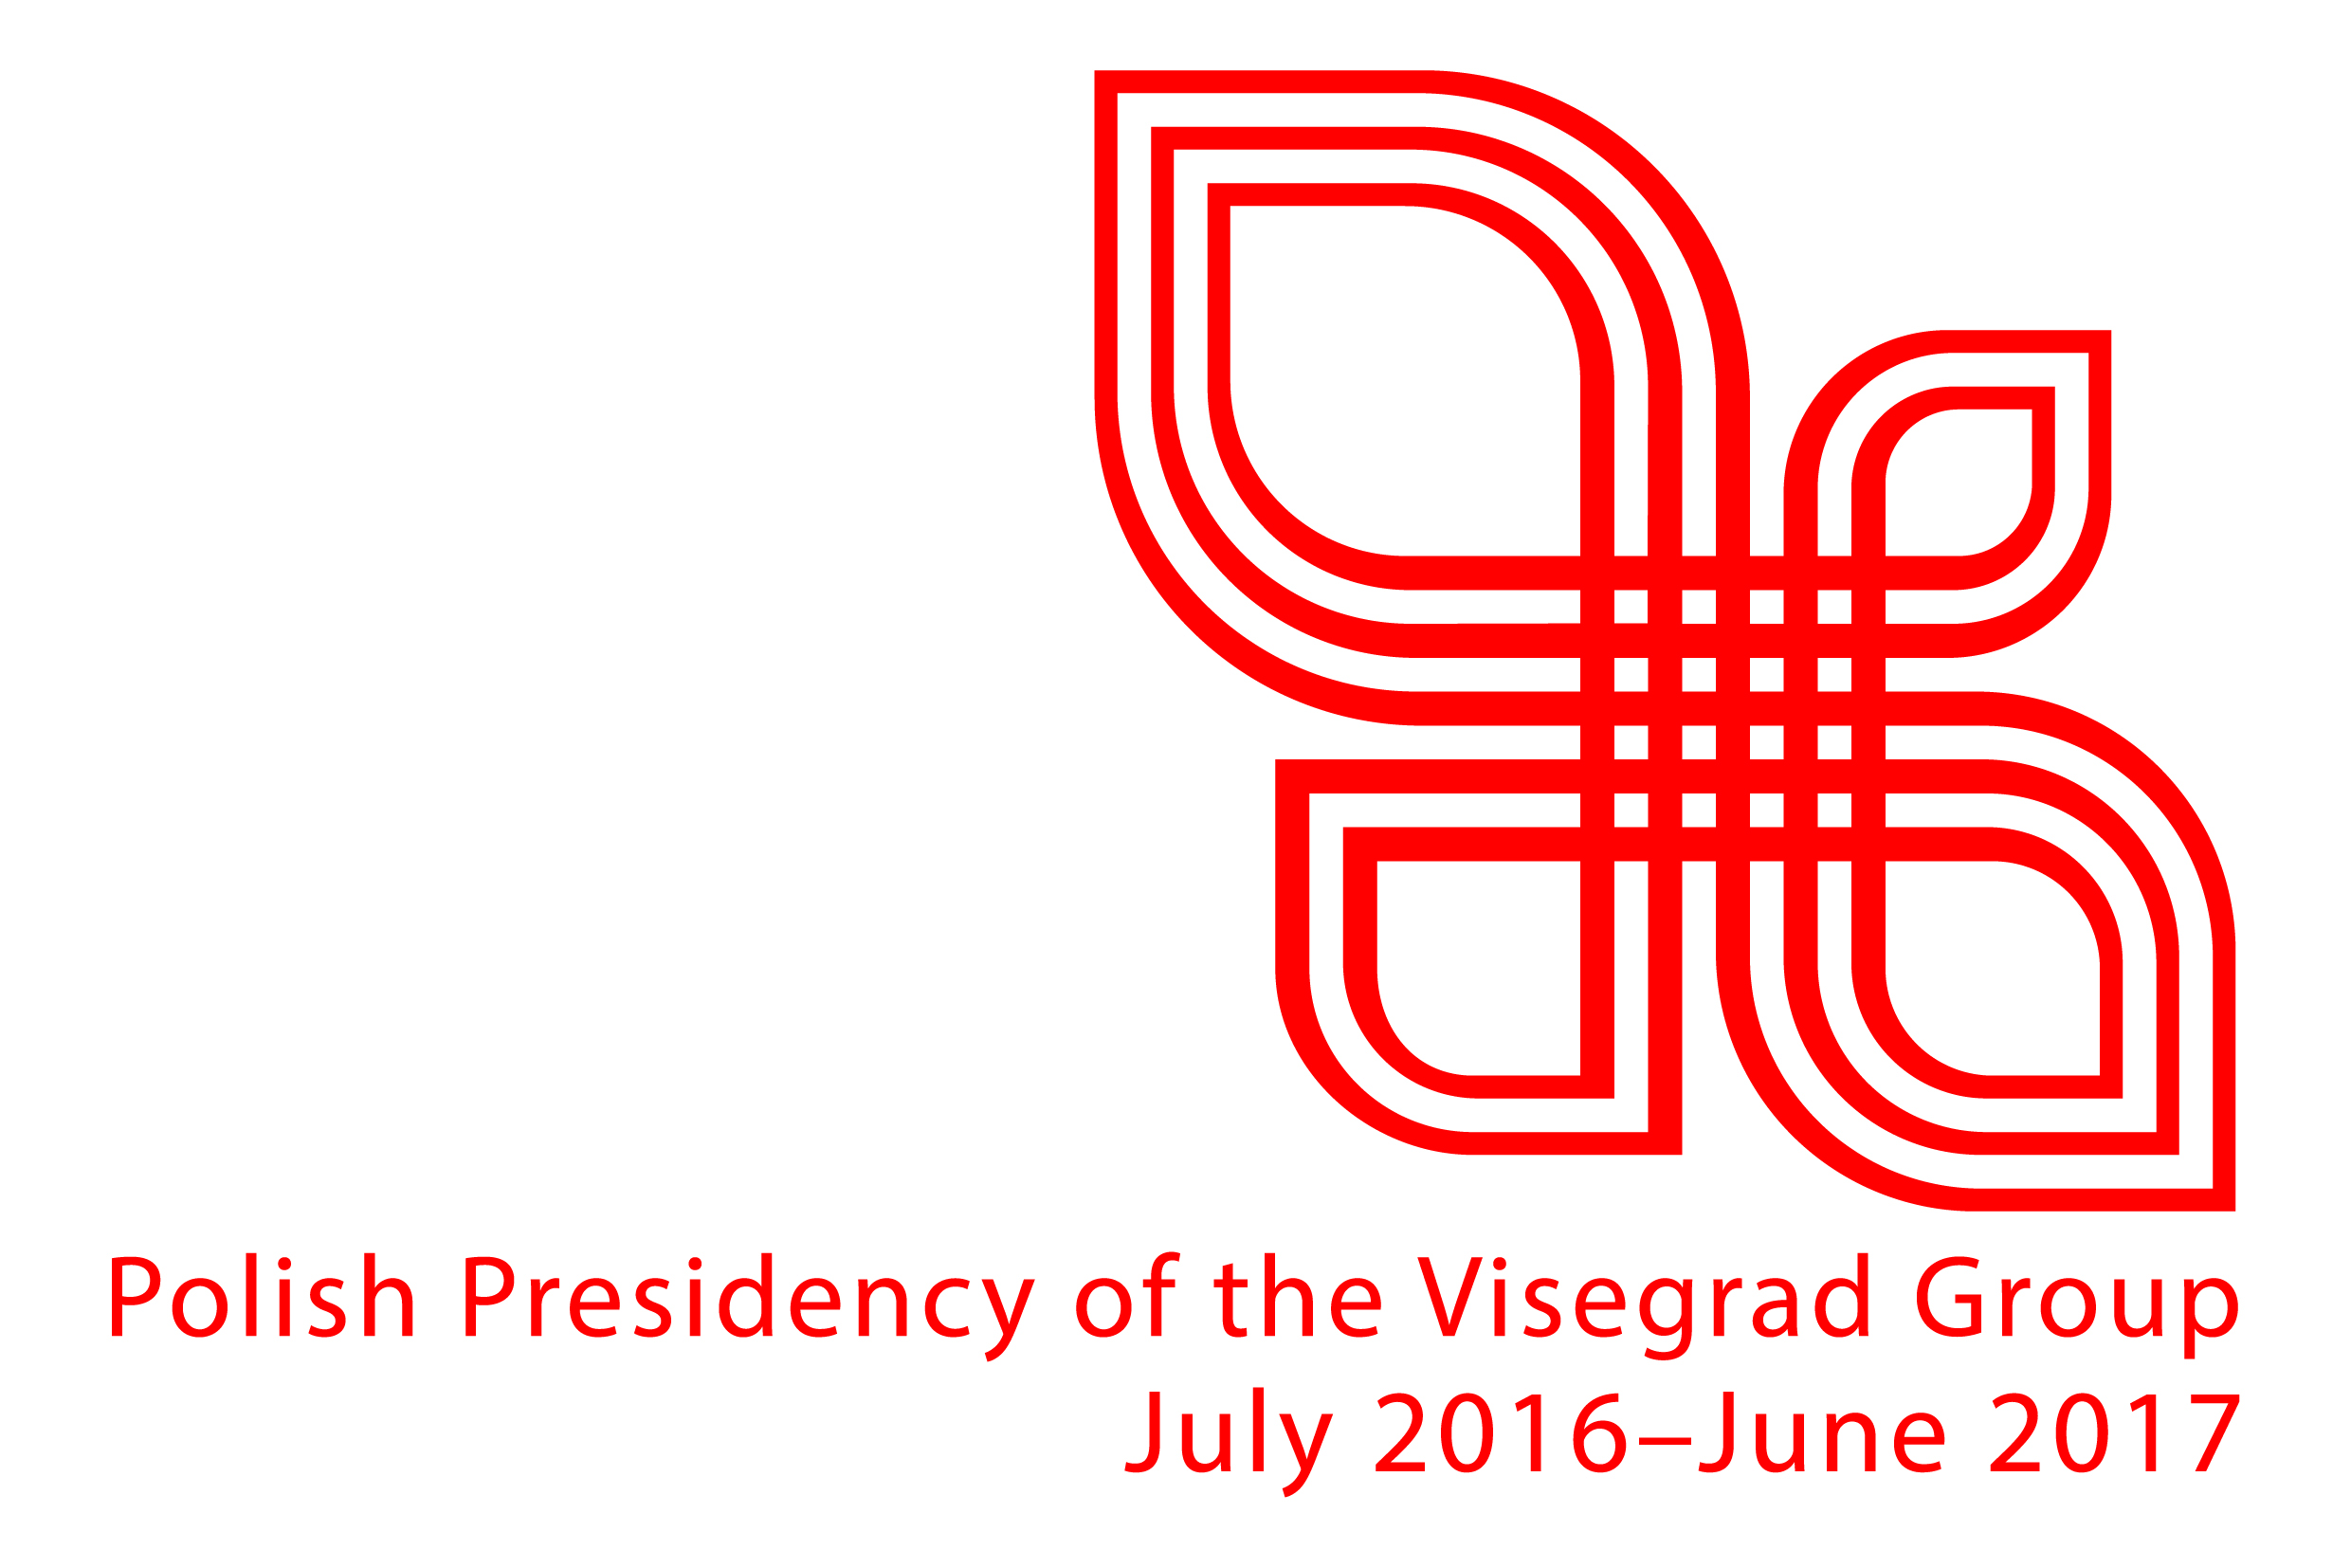 Polish Presidency of the Visegrad Group
July 2016–June 2017